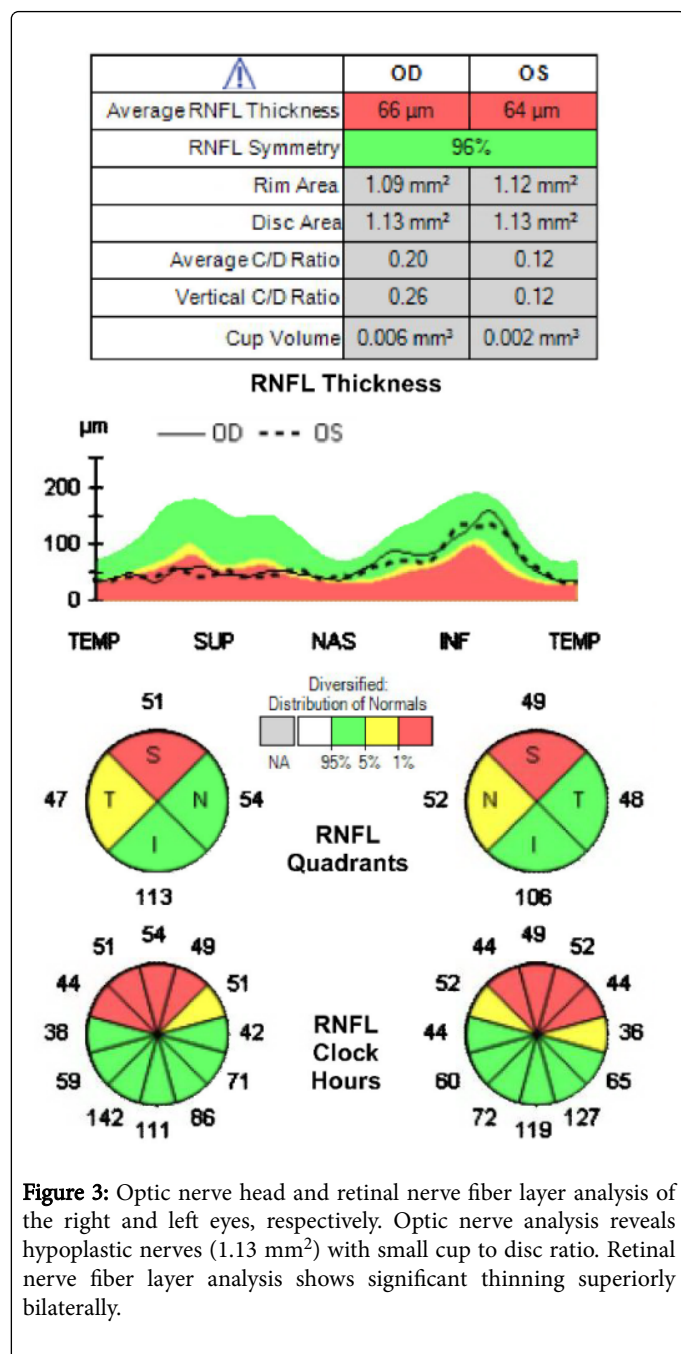 OD OS
Average RNFL Thickness 66 µm 64 µm
RNFL Symmetry 96%
Rim Area 1.09 mm² 1.12 mm²
Disc Area 1.13 mm² 1.13 mm²
Average C/D Ratio 0.20 0.12
Vertical C/D Ratio 0.26 0.12
Cup Volume 0.006 mm³ 0.002 mm³
RNFL Thickness
µm OD OS
200
100
0
TEMP SUP NAS INF TEMP
Diversified:
Distribution of Normals
NA 95% 5% 1%
51
S
47 T N 54
I
113
RNFL
Quadrants
49
S
52 N T 48
I
106
54
51 49
44 51
38 42
59 71
142 86
111
RNFL
Clock
Hours
49
44 52
52 44
44 36
60 65
72 127
119
Figure 3: Optic nerve head and retinal nerve fiber layer analysis of
the right and left eyes, respectively. Optic nerve analysis reveals
hypoplastic nerves (1.13 mm²) with small cup to disc ratio. Retinal
nerve fiber layer analysis shows significant thinning superiorly
bilaterally.